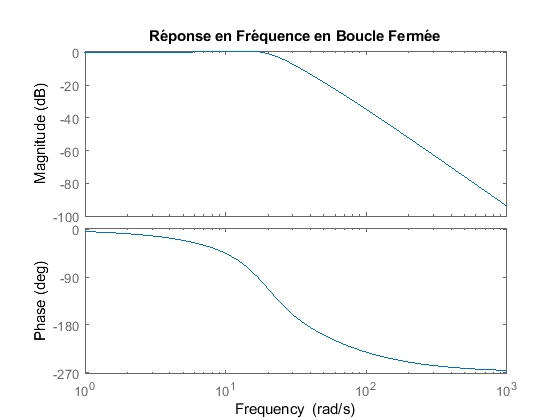 Réponse en Fréquence en Boucle Fermée
Magnitude (dB)
0
-20
-40
-60
-80
-100
Phase (deg)
0
-90
-180
-270
10^0 10^1 10^2 10^3
Frequency (rad/s)